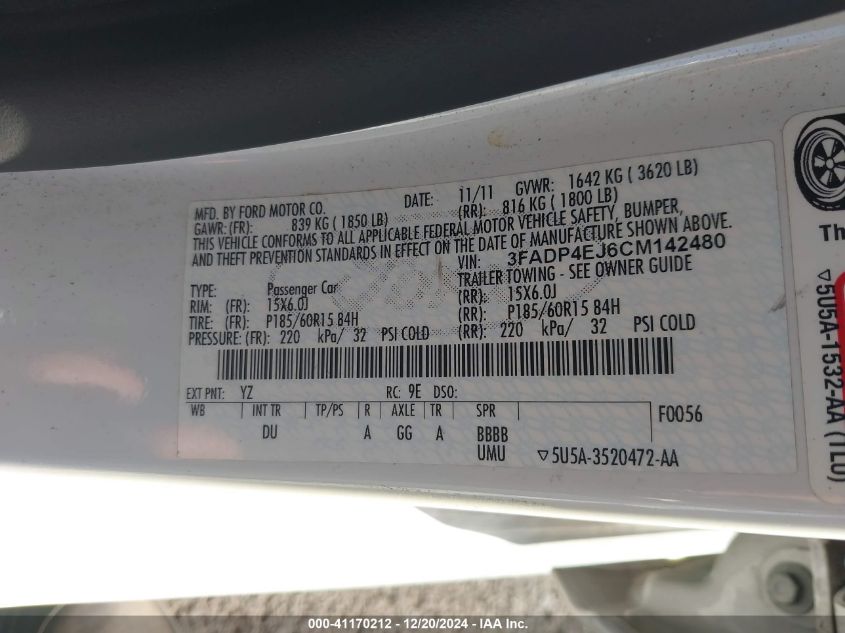 MFD. BY FORD MOTOR CO. DATE: 11/11 GVWR: 1642 KG ( 3620 LB)
GAWR: (FR): 839 KG ( 1850 LB) (RR): 816 KG ( 1800 LB)
THIS VEHICLE CONFORMS TO ALL APPLICABLE FEDERAL MOTOR VEHICLE SAFETY, BUMPER,
AND THEFT PREVENTION STANDARDS IN EFFECT ON THE DATE OF MANUFACTURE SHOWN ABOVE.
VIN: 3FADP4EJ6CM142480
TYPE: Passenger Car TRAILER TOWING - SEE OWNER GUIDE
RIM: (FR): 15X6.0J (RR): 15X6.0J
TIRE: (FR): P185/60R15 84H (RR): P185/60R15 84H
PRESSURE: (FR): 220 kPa/ 32 PSI COLD (RR): 220 kPa/ 32 PSI COLD
EXT PNT: YZ RC: 9E DSO:
WB INT TR TP/PS R AXLE TR SPR F0056
DU A GG A BBBB
UMU ▽5U5A-3520472-AA
Th
▽5U5A-1532-AA (TL0)
000-41170212 - 12/20/2024 - IAA Inc.